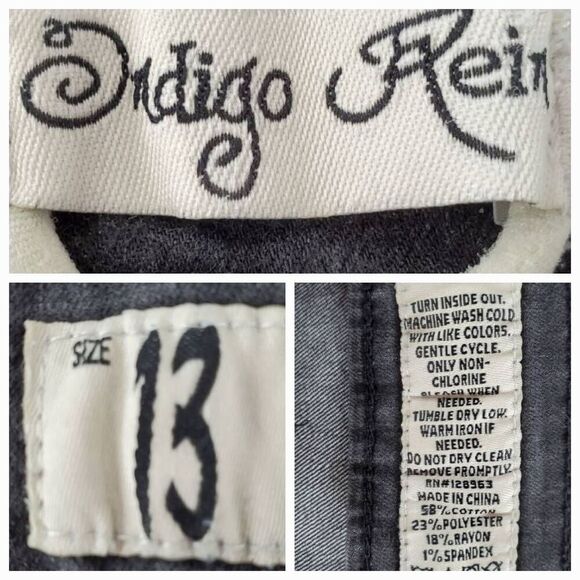 Indigo Rein
SIZE
13
TURN INSIDE OUT.
MACHINE WASH COLD
WITH LIKE COLORS.
GENTLE CYCLE.
ONLY NON-
CHLORINE
BLEACH WHEN
NEEDED.
TUMBLE DRY LOW.
WARM IRON IF
NEEDED.
DO NOT DRY CLEAN
REMOVE PROMPTLY.
RN#128963
MADE IN CHINA
58% COTTON
23% POLYESTER
18% RAYON
1% SPANDEX